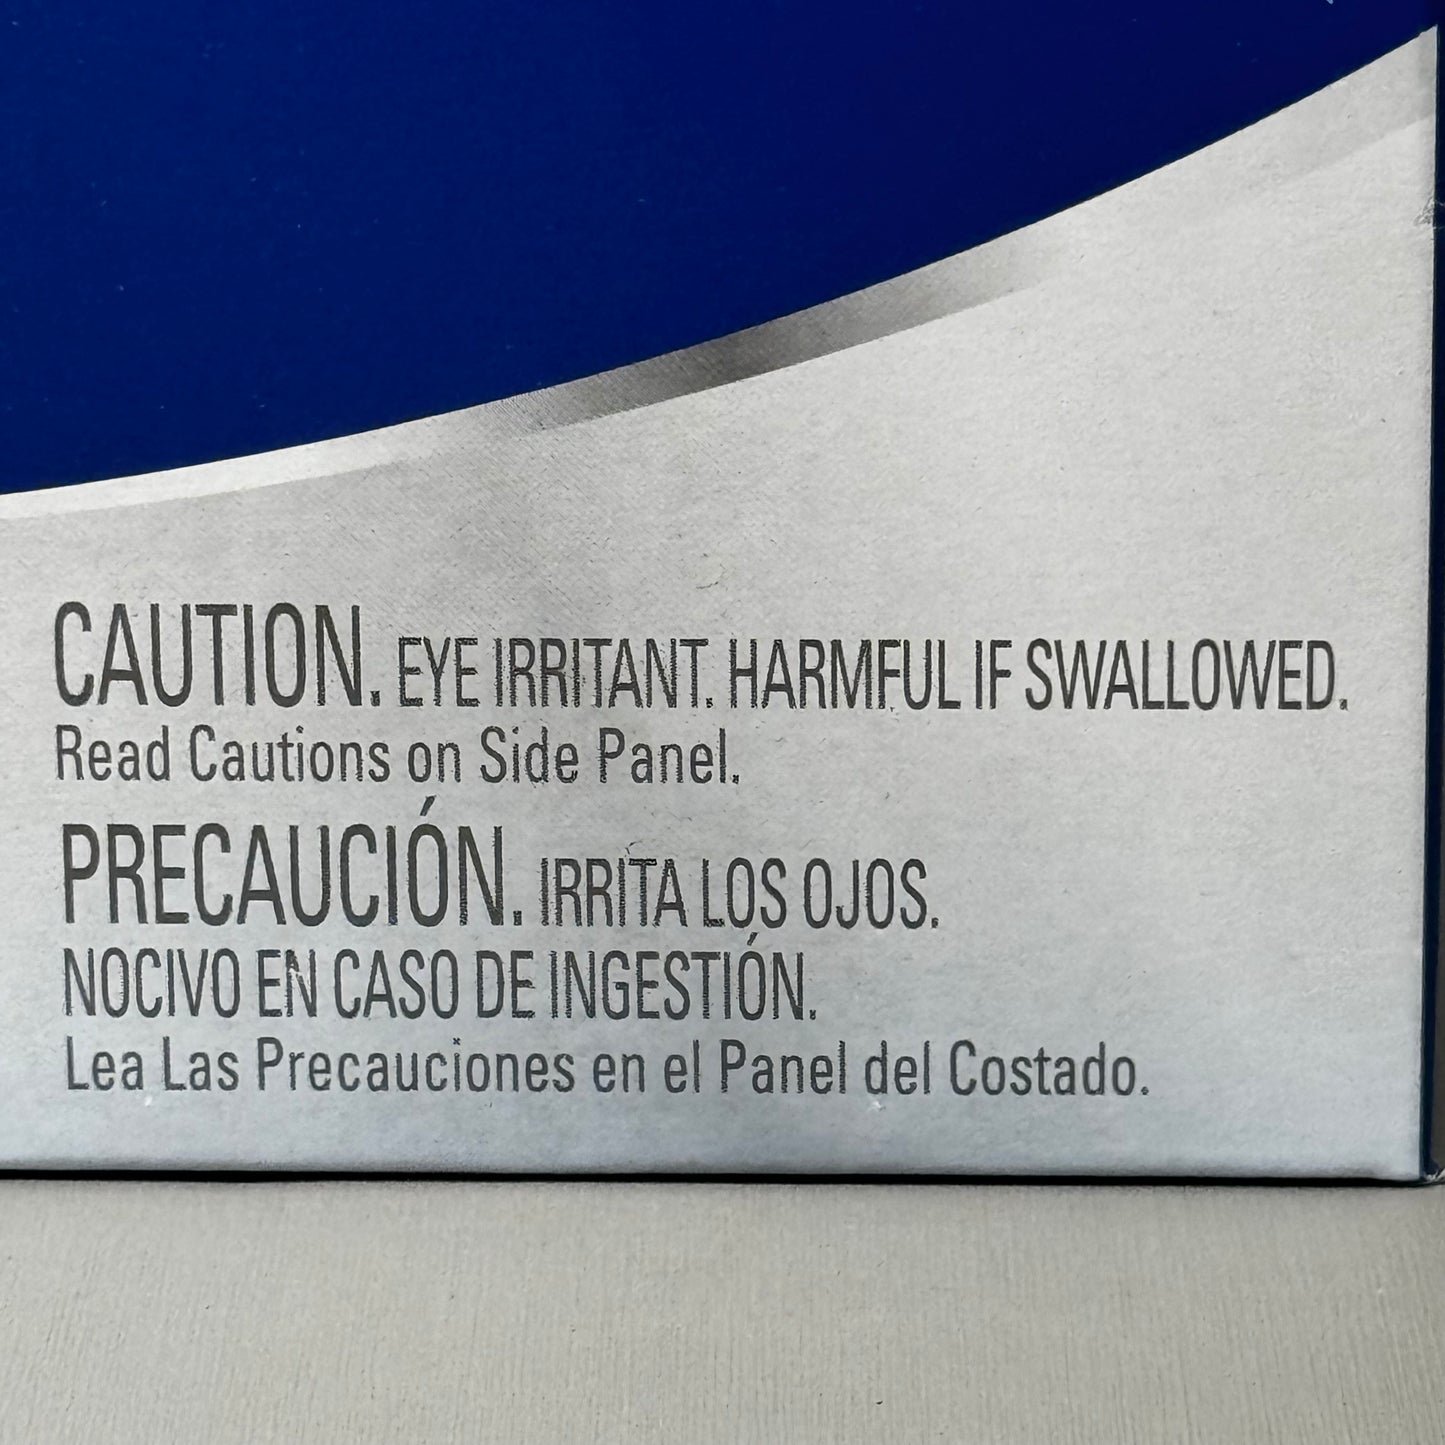 CAUTION. EYE IRRITANT. HARMFUL IF SWALLOWED.
Read Cautions on Side Panel.
PRECAUCIÓN. IRRITA LOS OJOS.
NOCIVO EN CASO DE INGESTIÓN.
Lea Las Precauciones en el Panel del Costado.